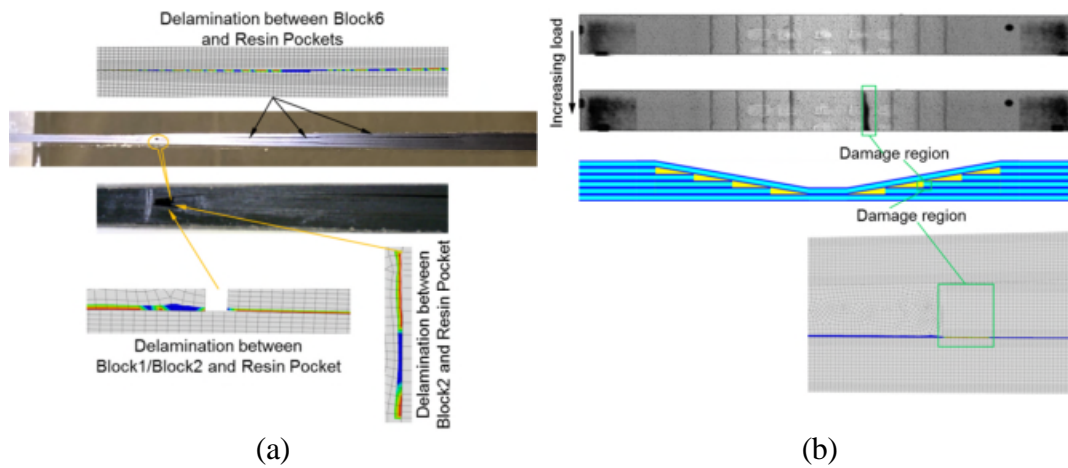 Delamination between Block6
and Resin Pockets
Delamination between
Block1/Block2 and Resin Pocket
Delamination between
Block2 and Resin Pocket
(a)
Increasing load
Damage region
Damage region
(b)